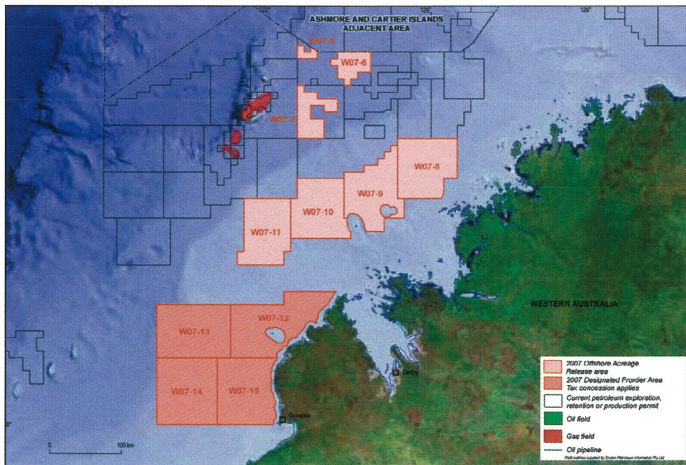 ASHMORE AND CARTIER ISLANDS
ADJACENT AREA
W07-5
W07-6
W07-7
W07-8
W07-9
W07-10
W07-11
W07-12
W07-13
W07-14
W07-15
WESTERN AUSTRALIA
Derby
Broome
0
100 km
2007 Offshore Acreage
Release area
2007 Designated Frontier Area
Tax concession applies
Current petroleum exploration,
retention or production permit
Oil field
Gas field
Oil pipeline